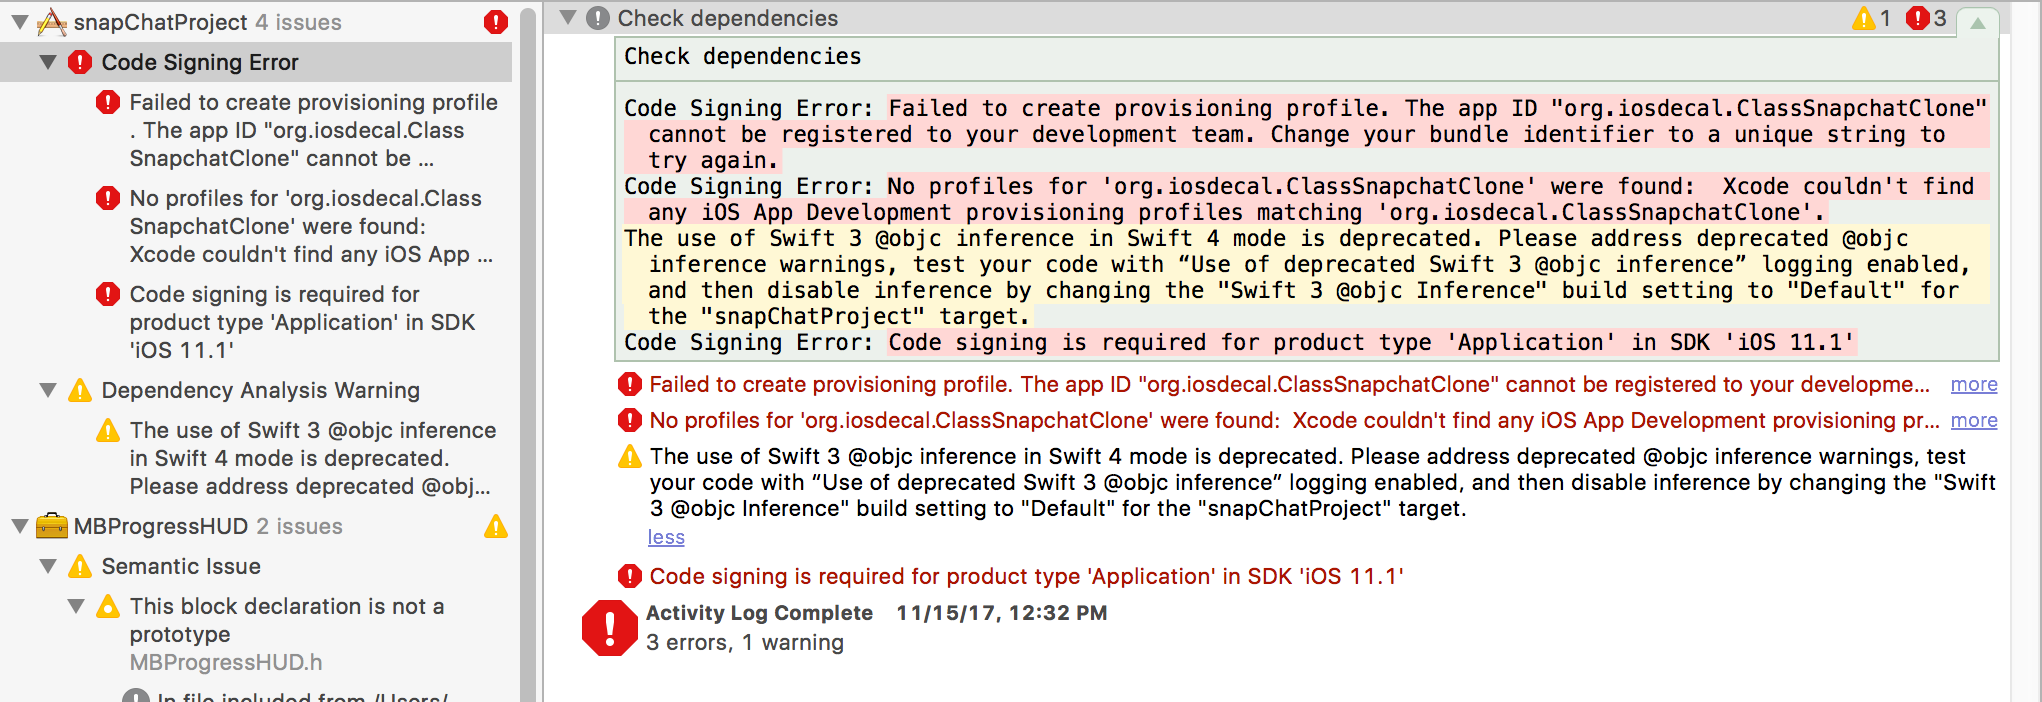 snapChatProject 4 issues
Code Signing Error
Failed to create provisioning profile
. The app ID "org.iosdecal.Class
SnapchatClone" cannot be ...
No profiles for 'org.iosdecal.Class
SnapchatClone' were found:
Xcode couldn't find any iOS App ...
Code signing is required for
product type 'Application' in SDK
'iOS 11.1'
Dependency Analysis Warning
The use of Swift 3 @objc inference
in Swift 4 mode is deprecated.
Please address deprecated @obj...
MBProgressHUD 2 issues
Semantic Issue
This block declaration is not a
prototype
MBProgressHUD.h
In file included from /Users/
Check dependencies 1 3
Check dependencies
Code Signing Error: Failed to create provisioning profile. The app ID "org.iosdecal.ClassSnapchatClone"
cannot be registered to your development team. Change your bundle identifier to a unique string to
try again.
Code Signing Error: No profiles for 'org.iosdecal.ClassSnapchatClone' were found:  Xcode couldn't find
any iOS App Development provisioning profiles matching 'org.iosdecal.ClassSnapchatClone'.
The use of Swift 3 @objc inference in Swift 4 mode is deprecated. Please address deprecated @objc
inference warnings, test your code with “Use of deprecated Swift 3 @objc inference” logging enabled,
and then disable inference by changing the "Swift 3 @objc Inference" build setting to "Default" for
the "snapChatProject" target.
Code Signing Error: Code signing is required for product type 'Application' in SDK 'iOS 11.1'
Failed to create provisioning profile. The app ID "org.iosdecal.ClassSnapchatClone" cannot be registered to your developme... more
No profiles for 'org.iosdecal.ClassSnapchatClone' were found:  Xcode couldn't find any iOS App Development provisioning pr... more
The use of Swift 3 @objc inference in Swift 4 mode is deprecated. Please address deprecated @objc inference warnings, test
your code with “Use of deprecated Swift 3 @objc inference” logging enabled, and then disable inference by changing the "Swift
3 @objc Inference" build setting to "Default" for the "snapChatProject" target.
less
Code signing is required for product type 'Application' in SDK 'iOS 11.1'
Activity Log Complete 11/15/17, 12:32 PM
3 errors, 1 warning